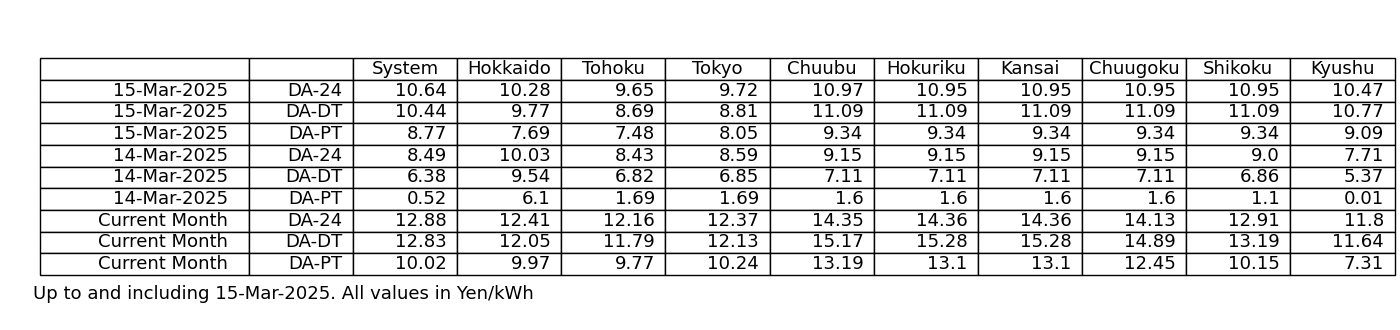 System Hokkaido Tohoku Tokyo Chuubu Hokuriku Kansai Chuugoku Shikoku Kyushu
15-Mar-2025 DA-24 10.64 10.28 9.65 9.72 10.97 10.95 10.95 10.95 10.95 10.47
15-Mar-2025 DA-DT 10.44 9.77 8.69 8.81 11.09 11.09 11.09 11.09 11.09 10.77
15-Mar-2025 DA-PT 8.77 7.69 7.48 8.05 9.34 9.34 9.34 9.34 9.34 9.09
14-Mar-2025 DA-24 8.49 10.03 8.43 8.59 9.15 9.15 9.15 9.15 9.0 7.71
14-Mar-2025 DA-DT 6.38 9.54 6.82 6.85 7.11 7.11 7.11 7.11 6.86 5.37
14-Mar-2025 DA-PT 0.52 6.1 1.69 1.69 1.6 1.6 1.6 1.6 1.1 0.01
Current Month DA-24 12.88 12.41 12.16 12.37 14.35 14.36 14.36 14.13 12.91 11.8
Current Month DA-DT 12.83 12.05 11.79 12.13 15.17 15.28 15.28 14.89 13.19 11.64
Current Month DA-PT 10.02 9.97 9.77 10.24 13.19 13.1 13.1 12.45 10.15 7.31
Up to and including 15-Mar-2025. All values in Yen/kWh